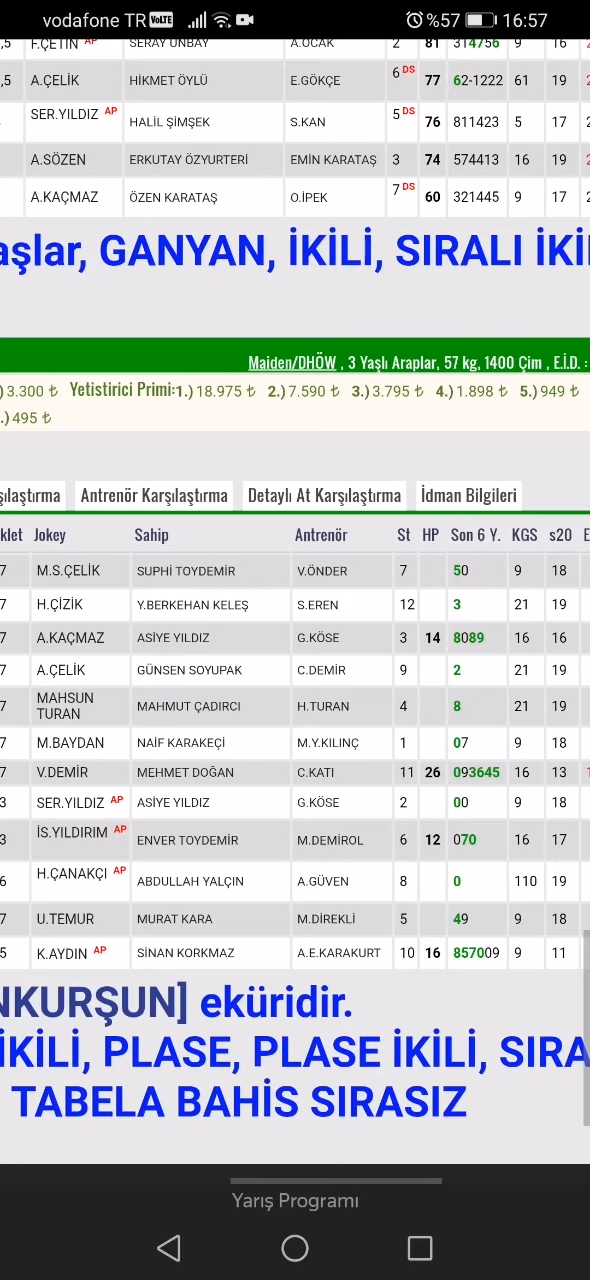 vodafone TR VoLTE %57 16:57
,5 F.ÇETİN AP SERAY UNBAY A.OCAK 2 81 314756 9 16
,5 A.ÇELİK HİKMET ÖYLÜ E.GÖKÇE 6 DS 77 62-1222 61 19 2
SER.YILDIZ AP HALİL ŞİMŞEK S.KAN 5 DS 76 811423 5 17 2
A.SÖZEN ERKUTAY ÖZYURTERİ EMİN KARATAŞ 3 74 574413 16 19 2
A.KAÇMAZ ÖZEN KARATAŞ O.İPEK 7 DS 60 321445 9 17 2
aşlar, GANYAN, İKİLİ, SIRALI İKİ
Maiden/DHÖW , 3 Yaşlı Araplar, 57 kg, 1400 Çim , E.İ.D. :
) 3.300 ₺ Yetistirici Primi:1.) 18.975 ₺ 2.) 7.590 ₺ 3.) 3.795 ₺ 4.) 1.898 ₺ 5.) 949 ₺
.) 495 ₺
şılaştırma Antrenör Karşılaştırma Detaylı At Karşılaştırma İdman Bilgileri
klet Jokey Sahip Antrenör St HP Son 6 Y. KGS s20 E
7 M.S.ÇELİK SUPHİ TOYDEMİR V.ÖNDER 7 50 9 18
7 H.ÇİZİK Y.BERKEHAN KELEŞ S.EREN 12 3 21 19
7 A.KAÇMAZ ASİYE YILDIZ G.KÖSE 3 14 8089 16 16
7 A.ÇELİK GÜNSEN SOYUPAK C.DEMİR 9 2 21 19
7 MAHSUN TURAN MAHMUT ÇADIRCI H.TURAN 4 8 21 19
7 M.BAYDAN NAİF KARAKEÇİ M.Y.KILINÇ 1 07 9 18
7 V.DEMİR MEHMET DOĞAN C.KATI 11 26 093645 16 13 1
3 SER.YILDIZ AP ASİYE YILDIZ G.KÖSE 2 00 9 18
3 İS.YILDIRIM AP ENVER TOYDEMİR M.DEMİROL 6 12 070 16 17
6 H.ÇANAKÇI AP ABDULLAH YALÇIN A.GÜVEN 8 0 110 19
7 U.TEMUR MURAT KARA M.DİREKLİ 5 49 9 18
5 K.AYDIN AP SİNAN KORKMAZ A.E.KARAKURT 10 16 857009 9 11
NKURŞUN] eküridir.
İKİLİ, PLASE, PLASE İKİLİ, SIRA
TABELA BAHİS SIRASIZ
Yarış Programı